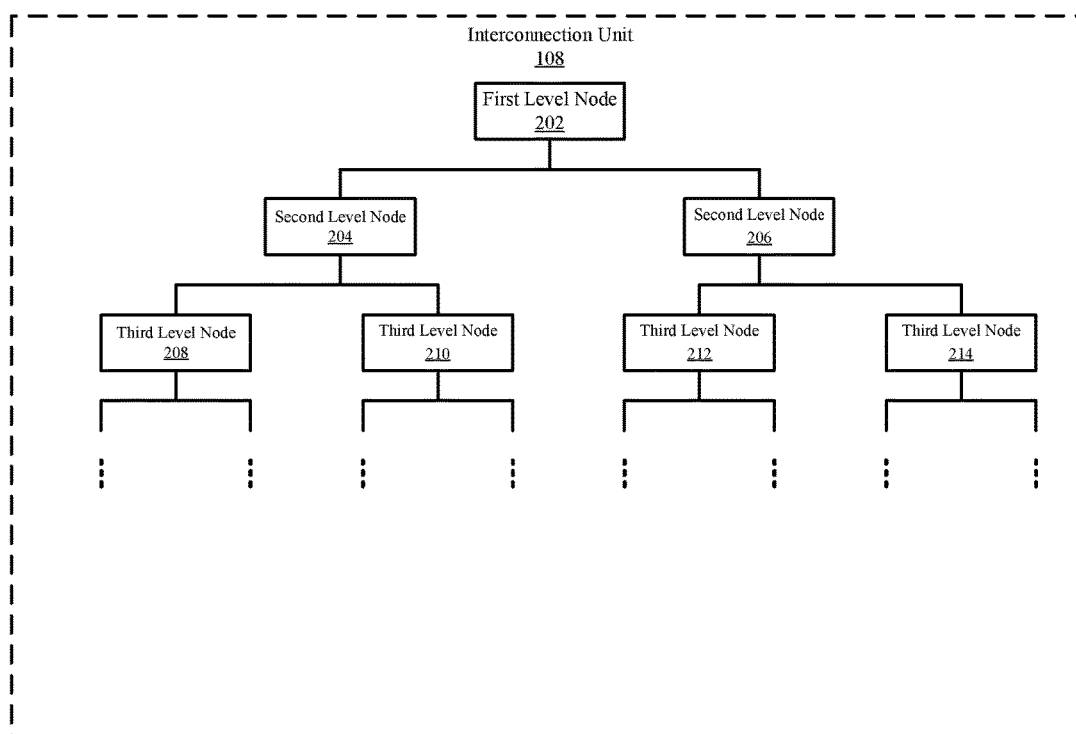 Interconnection Unit
108
First Level Node
202
Second Level Node
204
Second Level Node
206
Third Level Node
208
Third Level Node
210
Third Level Node
212
Third Level Node
214